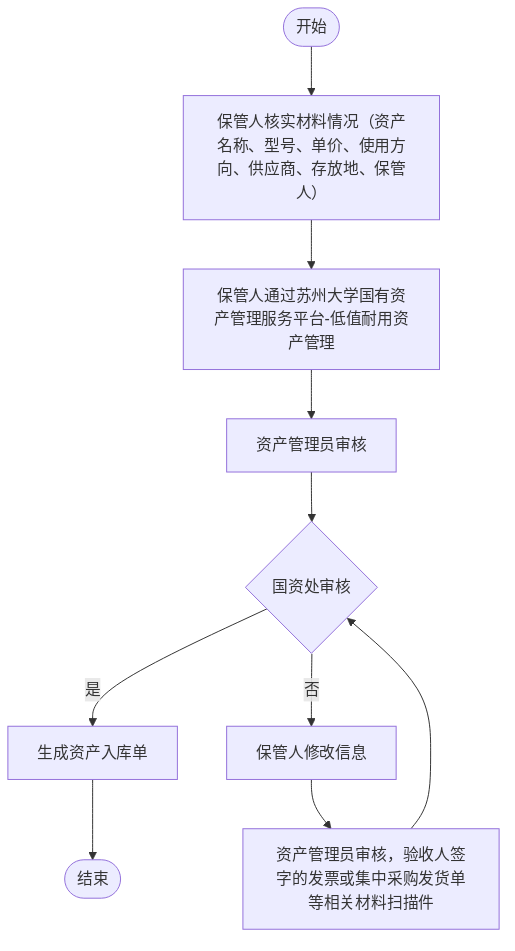 开始
保管人核实材料情况（资产
名称、型号、单价、使用方
向、供应商、存放地、保管
人）
保管人通过苏州大学国有资
产管理服务平台-低值耐用资
产管理
资产管理员审核
国资处审核
是
否
生成资产入库单
保管人修改信息
结束
资产管理员审核，验收人签
字的发票或集中采购发货单
等相关材料扫描件